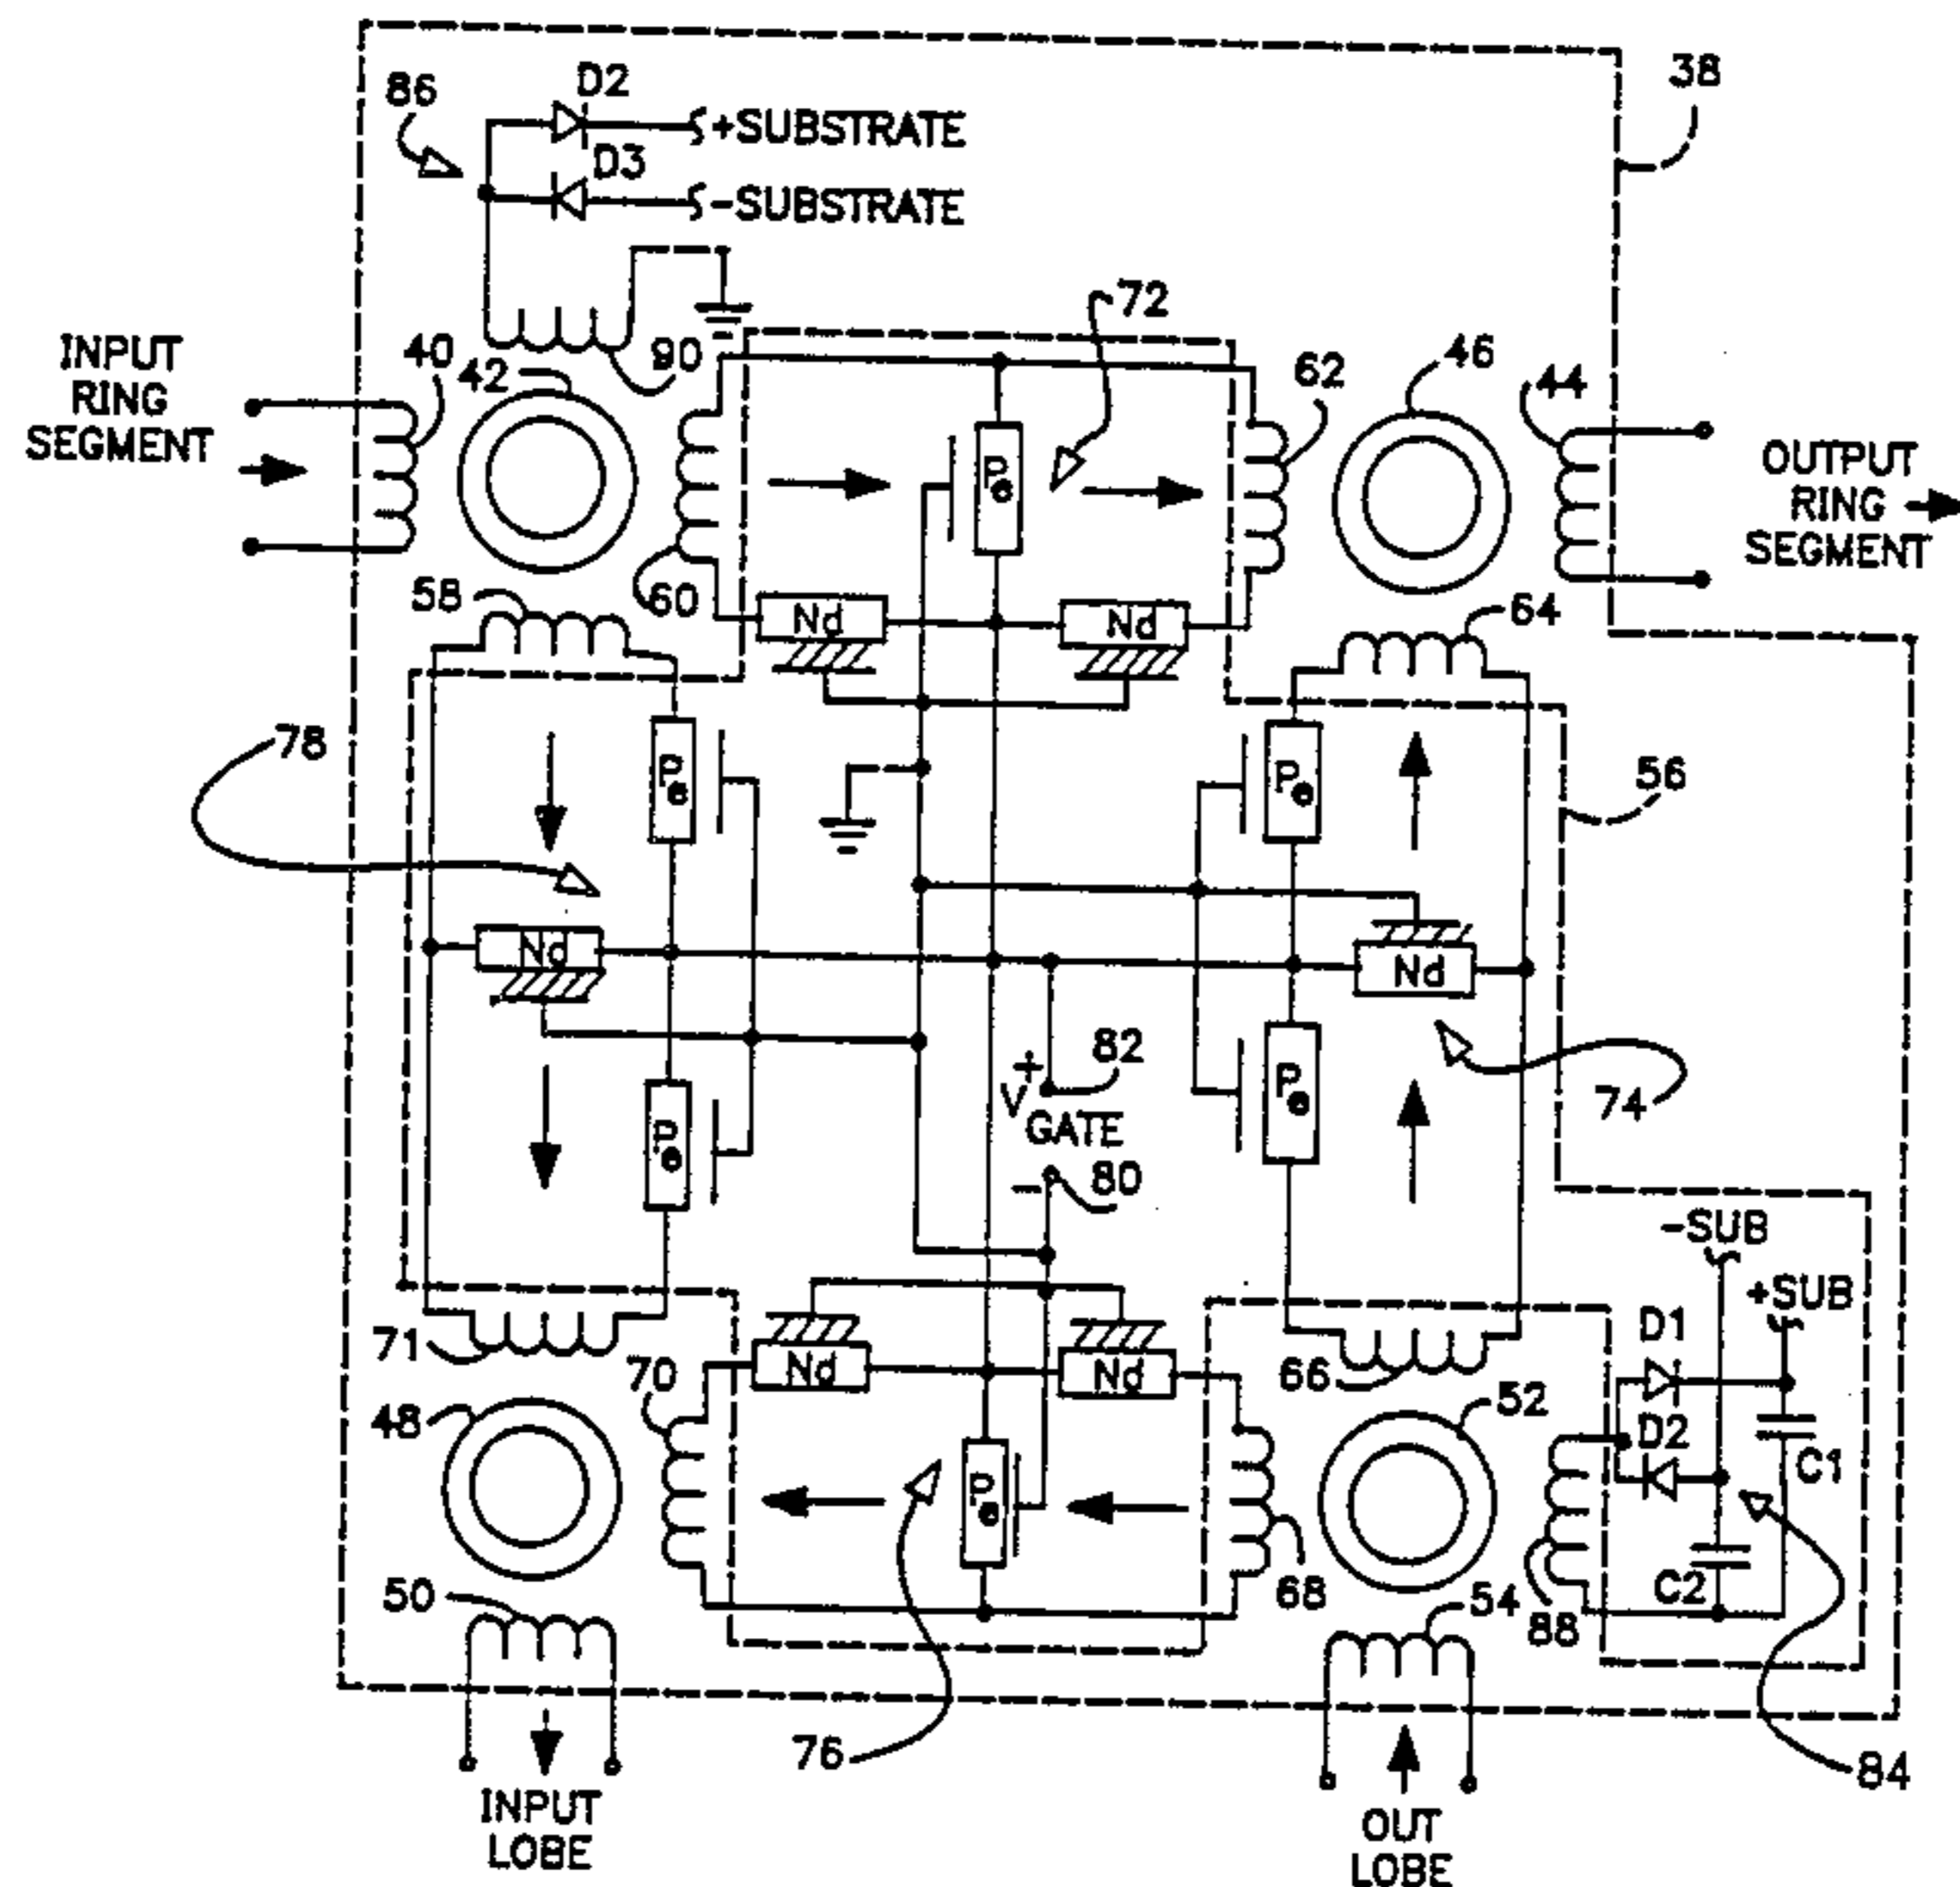 38
86
D2
+SUBSTRATE
D3
-SUBSTRATE
72
INPUT
RING
SEGMENT
40
42
90
62
46
44
Pe
OUTPUT
RING
SEGMENT
58
60
Nd
Nd
64
78
Pe
Pe
56
Nd
Nd
82
+
V
GATE
74
Pe
Pe
-
80
-SUB
+SUB
71
70
Nd
Nd
66
D1
48
52
D2
Pe
C1
50
68
54
88
C2
76
84
INPUT
LOBE
OUT
LOBE